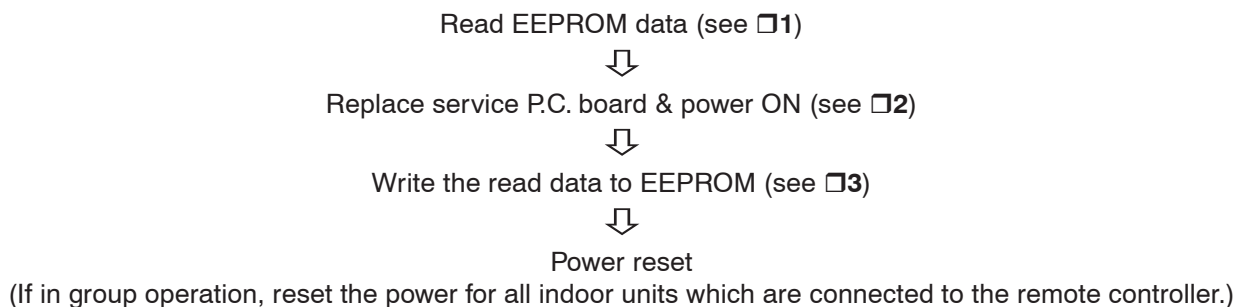 Read EEPROM data (see ❒1)
⇩
Replace service P.C. board & power ON (see ❒2)
⇩
Write the read data to EEPROM (see ❒3)
⇩
Power reset
(If in group operation, reset the power for all indoor units which are connected to the remote controller.)